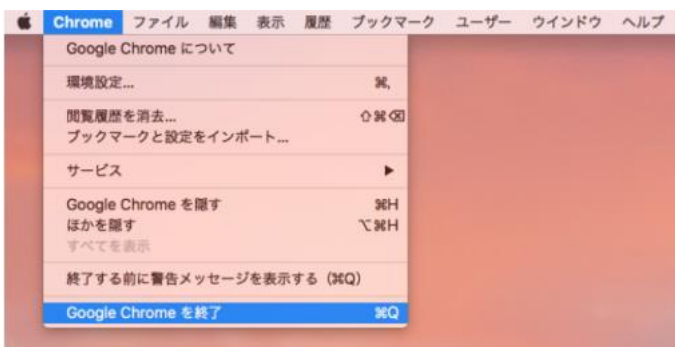 Chrome ファイル 編集 表示 履歴 ブックマーク ユーザー ウインドウ ヘルプ
Google Chrome について
環境設定... ⌘,
閲覧履歴を消去... ⇧⌘⌫
ブックマークと設定をインポート...
サービス ▶
Google Chrome を隠す ⌘H
ほかを隠す ⌥⌘H
すべてを表示
終了する前に警告メッセージを表示する（⌘Q）
Google Chrome を終了 ⌘Q